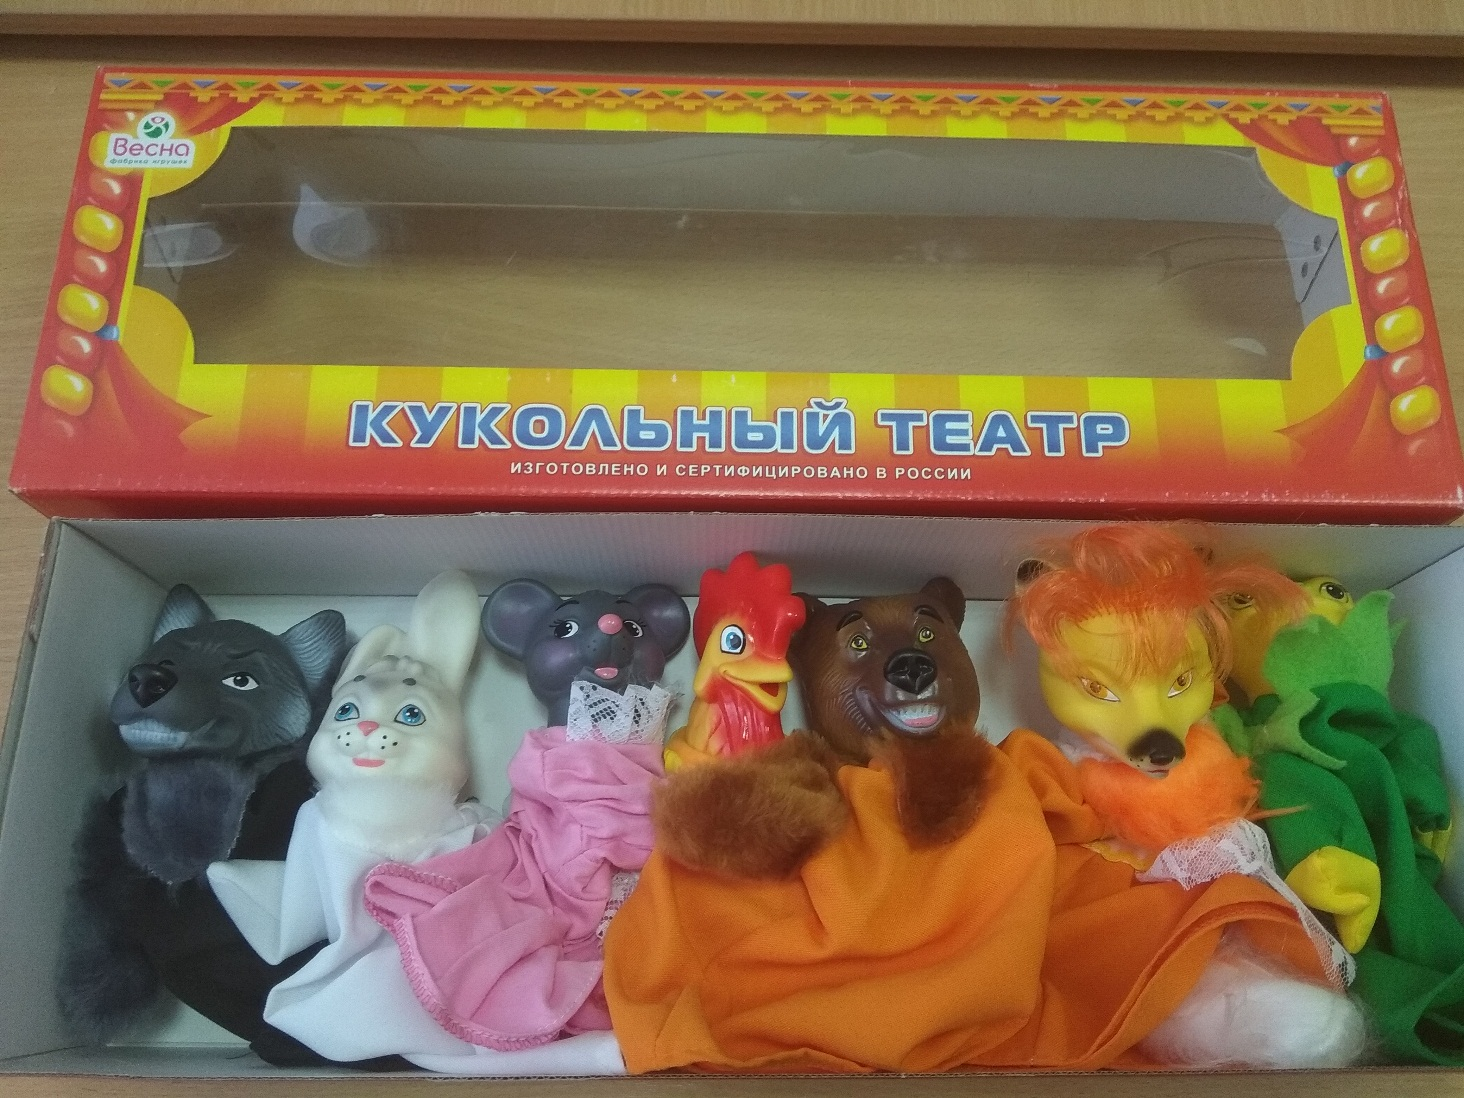 Весна
фабрика игрушек
КУКОЛЬНЫЙ ТЕАТР
ИЗГОТОВЛЕНО И СЕРТИФИЦИРОВАНО В РОССИИ